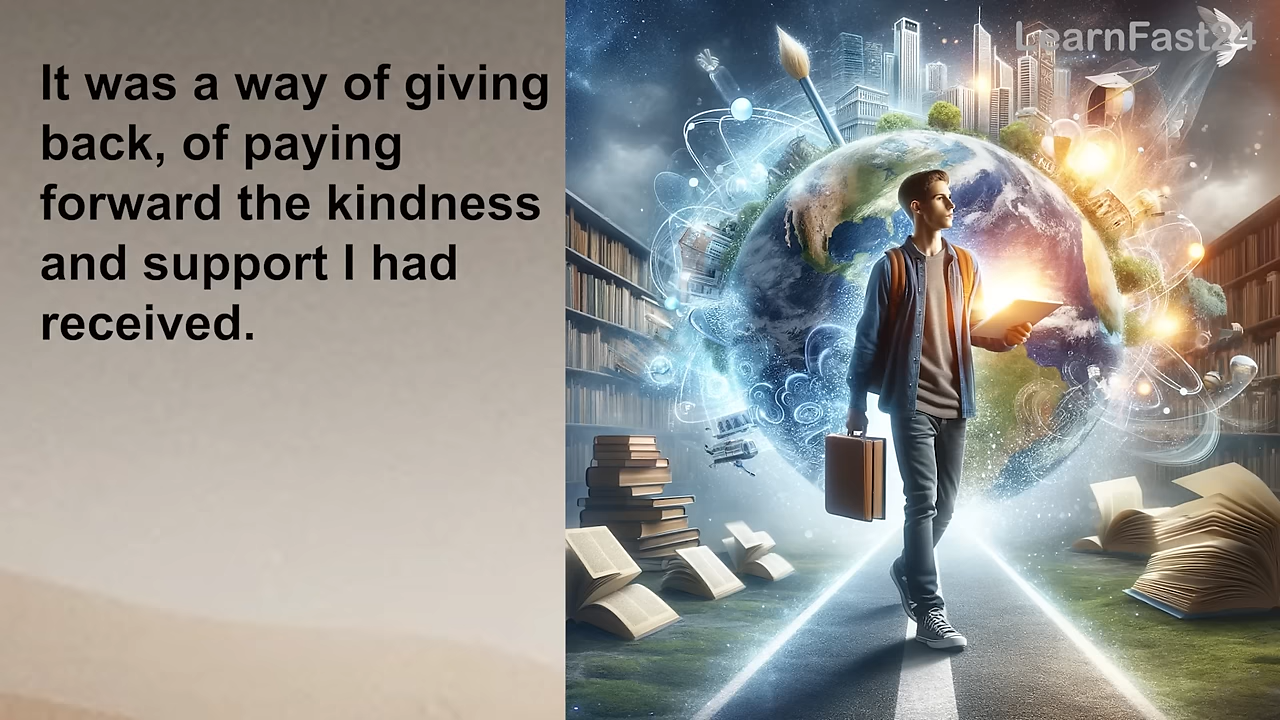 It was a way of giving
back, of paying
forward the kindness
and support I had
received.
LearnFast24